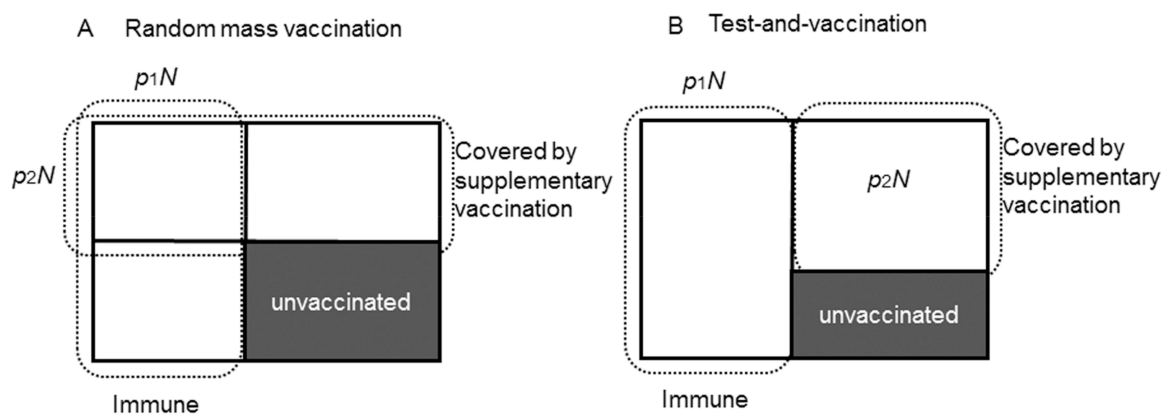 A Random mass vaccination
p1N
p2N
Covered by
supplementary
vaccination
unvaccinated
Immune
B Test-and-vaccination
p1N
p2N
Covered by
supplementary
vaccination
unvaccinated
Immune